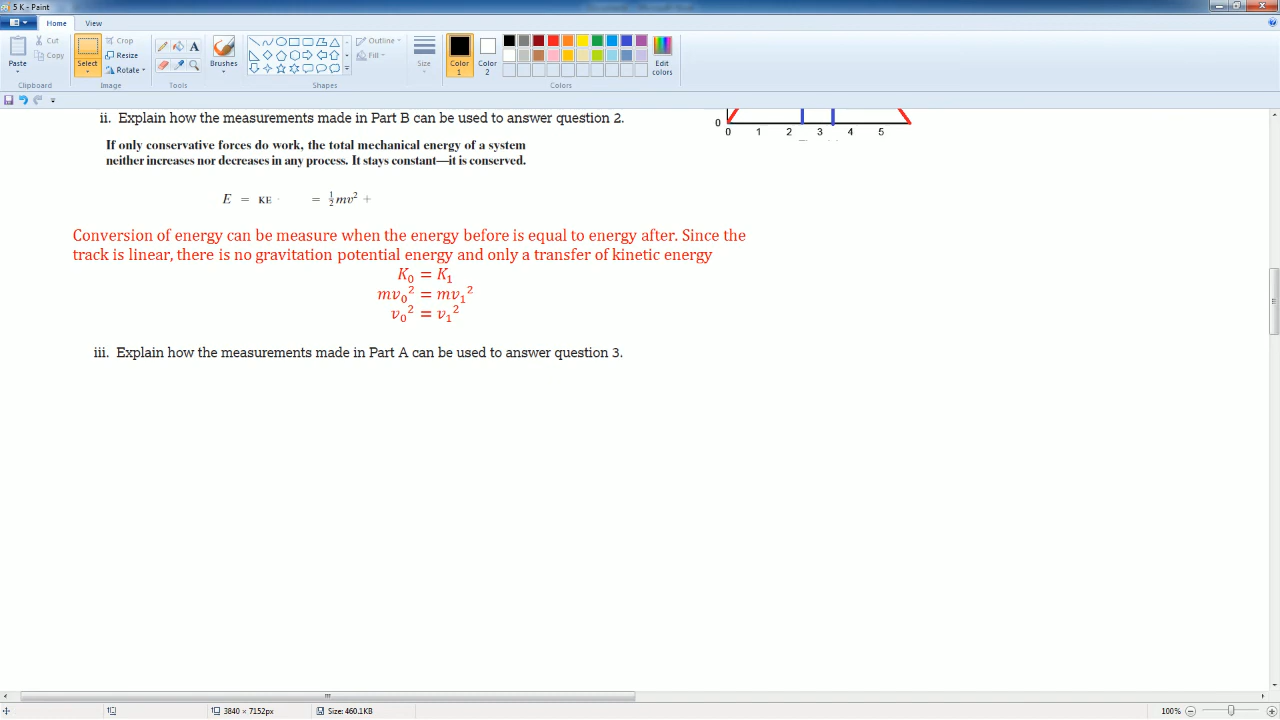 5 K - Paint
Home View
Paste
Cut
Copy
Clipboard
Select
Crop
Resize
Rotate
Image
A
Tools
Brushes
Shapes
Outline
Fill
Size
Color 1
Color 2
Edit colors
Colors
ii. Explain how the measurements made in Part B can be used to answer question 2.
0
0 1 2 3 4 5
If only conservative forces do work, the total mechanical energy of a system
neither increases nor decreases in any process. It stays constant—it is conserved.
E = KE = ½mv² +
Conversion of energy can be measure when the energy before is equal to energy after. Since the
track is linear, there is no gravitation potential energy and only a transfer of kinetic energy
K₀ = K₁
mv₀² = mv₁²
v₀² = v₁²
iii. Explain how the measurements made in Part A can be used to answer question 3.
3840 × 7152px
Size: 460.1KB
100%